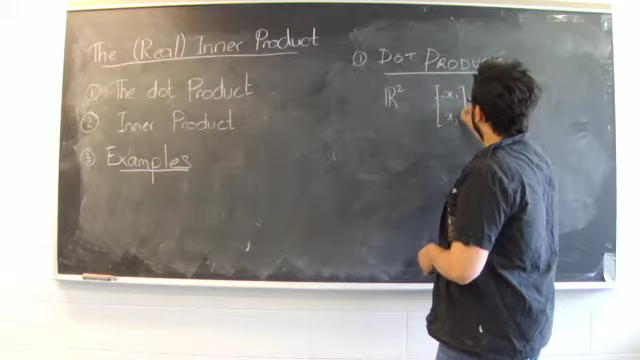 The (Real) Inner Product
① The dot Product
② Inner Product
③ Examples
① DOT PRODUCT
ℝ² [x₁
x₂